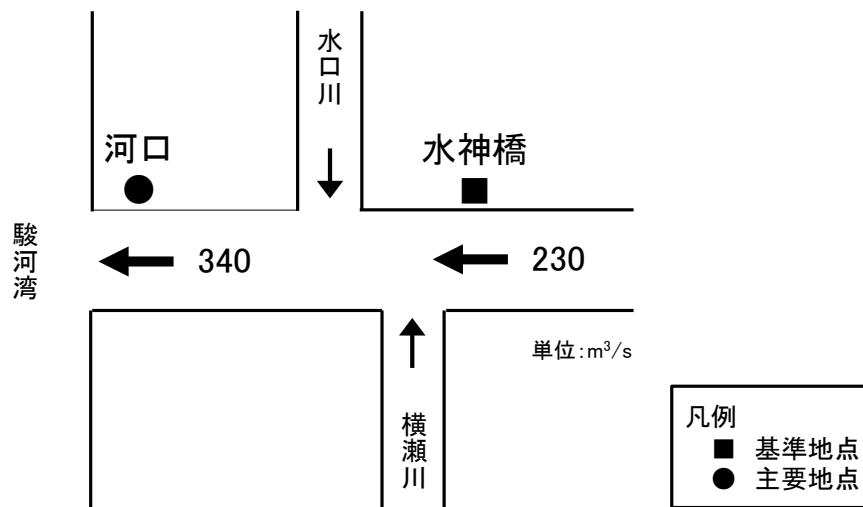 水口川
河口
水神橋
駿河湾
340
230
単位:m³/s
横瀬川
凡例
■ 基準地点
● 主要地点